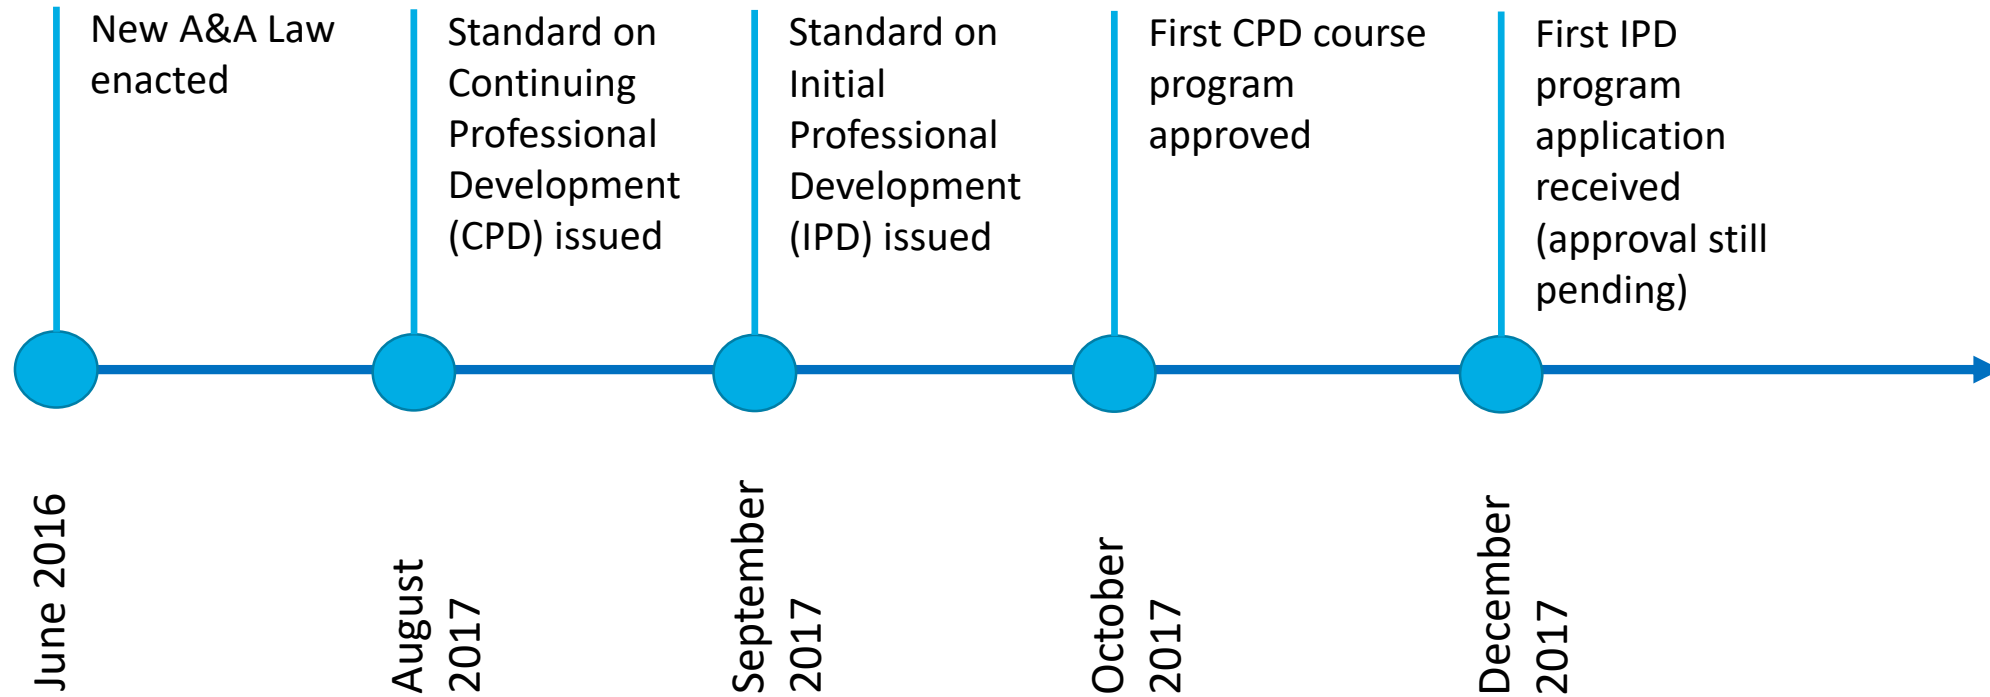 New A&A Law
enacted
Standard on
Continuing
Professional
Development
(CPD) issued
Standard on
Initial
Professional
Development
(IPD) issued
First CPD course
program
approved
First IPD
program
application
received
(approval still
pending)
June 2016
August
2017
September
2017
October
2017
December
2017